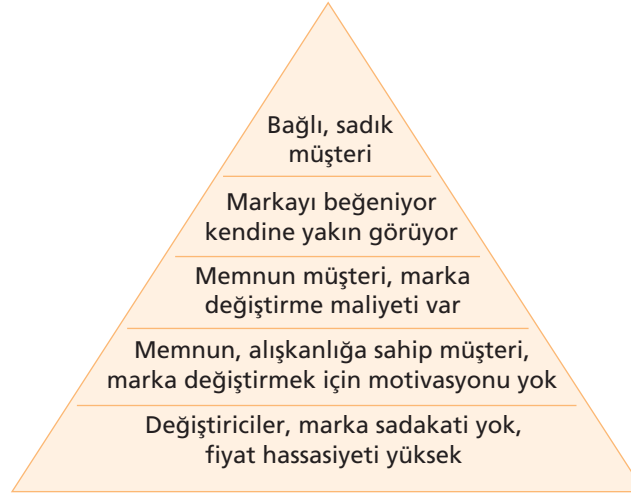 Bağlı, sadık
müşteri
Markayı beğeniyor
kendine yakın görüyor
Memnun müşteri, marka
değiştirme maliyeti var
Memnun, alışkanlığa sahip müşteri,
marka değiştirmek için motivasyonu yok
Değiştiriciler, marka sadakati yok,
fiyat hassasiyeti yüksek